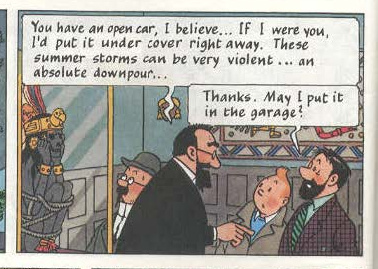 You have an open car, I believe... IF I were you,
I'd put it under cover right away. These
summer storms can be very violent ... an
absolute downpour...
Thanks. May I put it
in the garage?